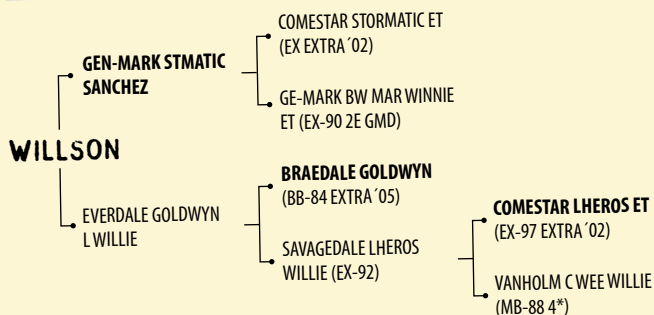 COMESTAR STORMATIC ET
(EX EXTRA´02)
GEN-MARK STMATIC
SANCHEZ
GE-MARK BW MAR WINNIE
ET (EX-90 2E GMD)
WILLSON
BRAEDALE GOLDWYN
(BB-84 EXTRA´05)
EVERDALE GOLDWYN
L WILLIE
SAVAGEDALE LHEROS
WILLIE (EX-92)
COMESTAR LHEROS ET
(EX-97 EXTRA´02)
VANHOLM C WEE WILLIE
(MB-88 4*)